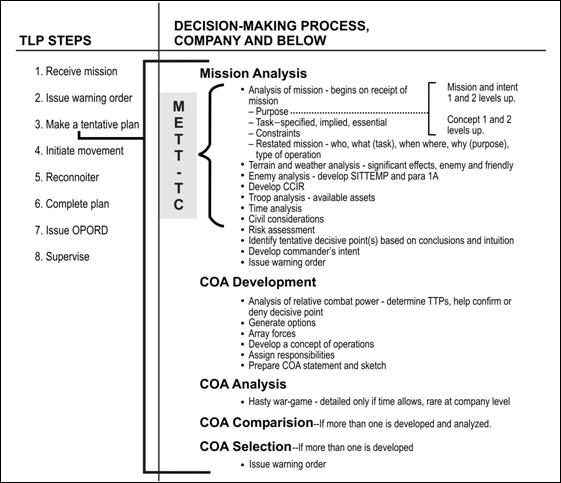 TLP STEPS
DECISION-MAKING PROCESS,
COMPANY AND BELOW
1. Receive mission
2. Issue warning order
3. Make a tentative plan
4. Initiate movement
5. Reconnoiter
6. Complete plan
7. Issue OPORD
8. Supervise
M
E
T
T
-
T
C
Mission Analysis
• Analysis of mission - begins on receipt of
mission
– Purpose
– Task–specified, implied, essential
– Constraints
– Restated mission - who, what (task), when where, why (purpose),
type of operation
Mission and intent
1 and 2 levels up.
Concept 1 and 2
levels up.
• Terrain and weather analysis - significant effects, enemy and friendly
• Enemy analysis - develop SITTEMP and para 1A
• Develop CCIR
• Troop analysis - available assets
• Time analysis
• Civil considerations
• Risk assessment
• Identify tentative decisive point(s) based on conclusions and intuition
• Develop commander's intent
• Issue warning order
COA Development
• Analysis of relative combat power - determine TTPs, help confirm or
deny decisive point
• Generate options
• Array forces
• Develop a concept of operations
• Assign responsibilities
• Prepare COA statement and sketch
COA Analysis
• Hasty war-game - detailed only if time allows, rare at company level
COA Comparision--If more than one is developed and analyzed.
COA Selection--If more than one is developed
• Issue warning order